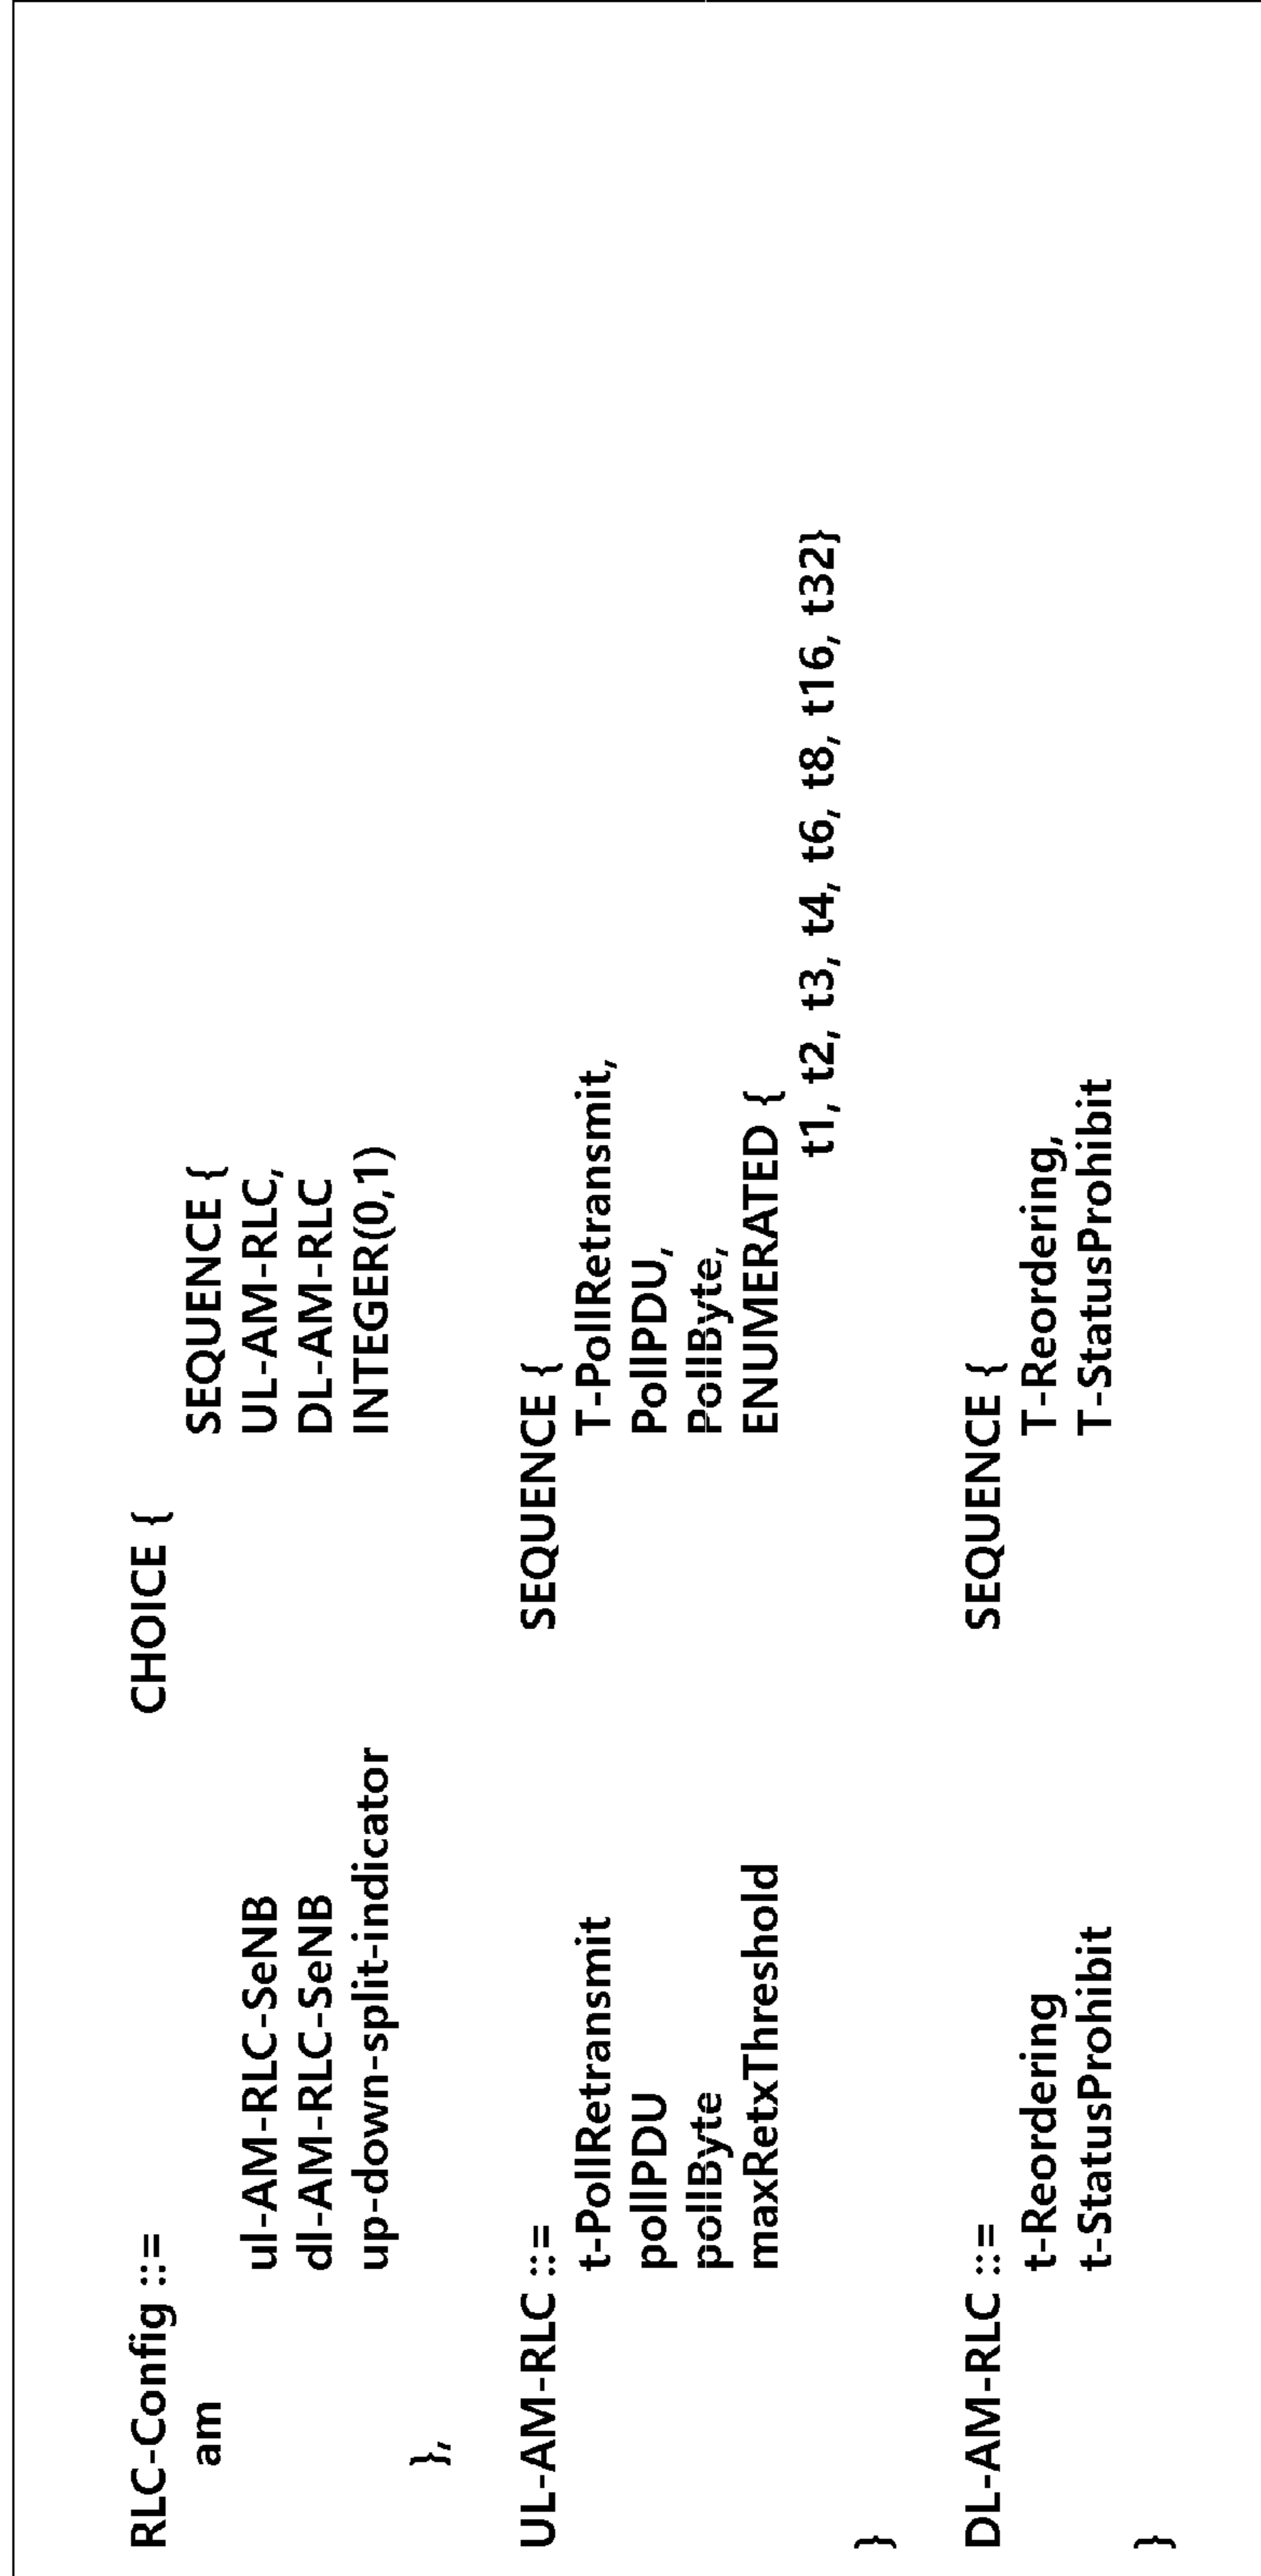 RLC-Config ::= CHOICE {
am SEQUENCE {
ul-AM-RLC-SeNB UL-AM-RLC,
dl-AM-RLC-SeNB DL-AM-RLC
up-down-split-indicator INTEGER(0,1)
},
UL-AM-RLC ::= SEQUENCE {
t-PollRetransmit T-PollRetransmit,
pollPDU PollPDU,
pollByte PollByte,
maxRetxThreshold ENUMERATED {
t1, t2, t3, t4, t6, t8, t16, t32}
}
DL-AM-RLC ::= SEQUENCE {
t-Reordering T-Reordering,
t-StatusProhibit T-StatusProhibit
}